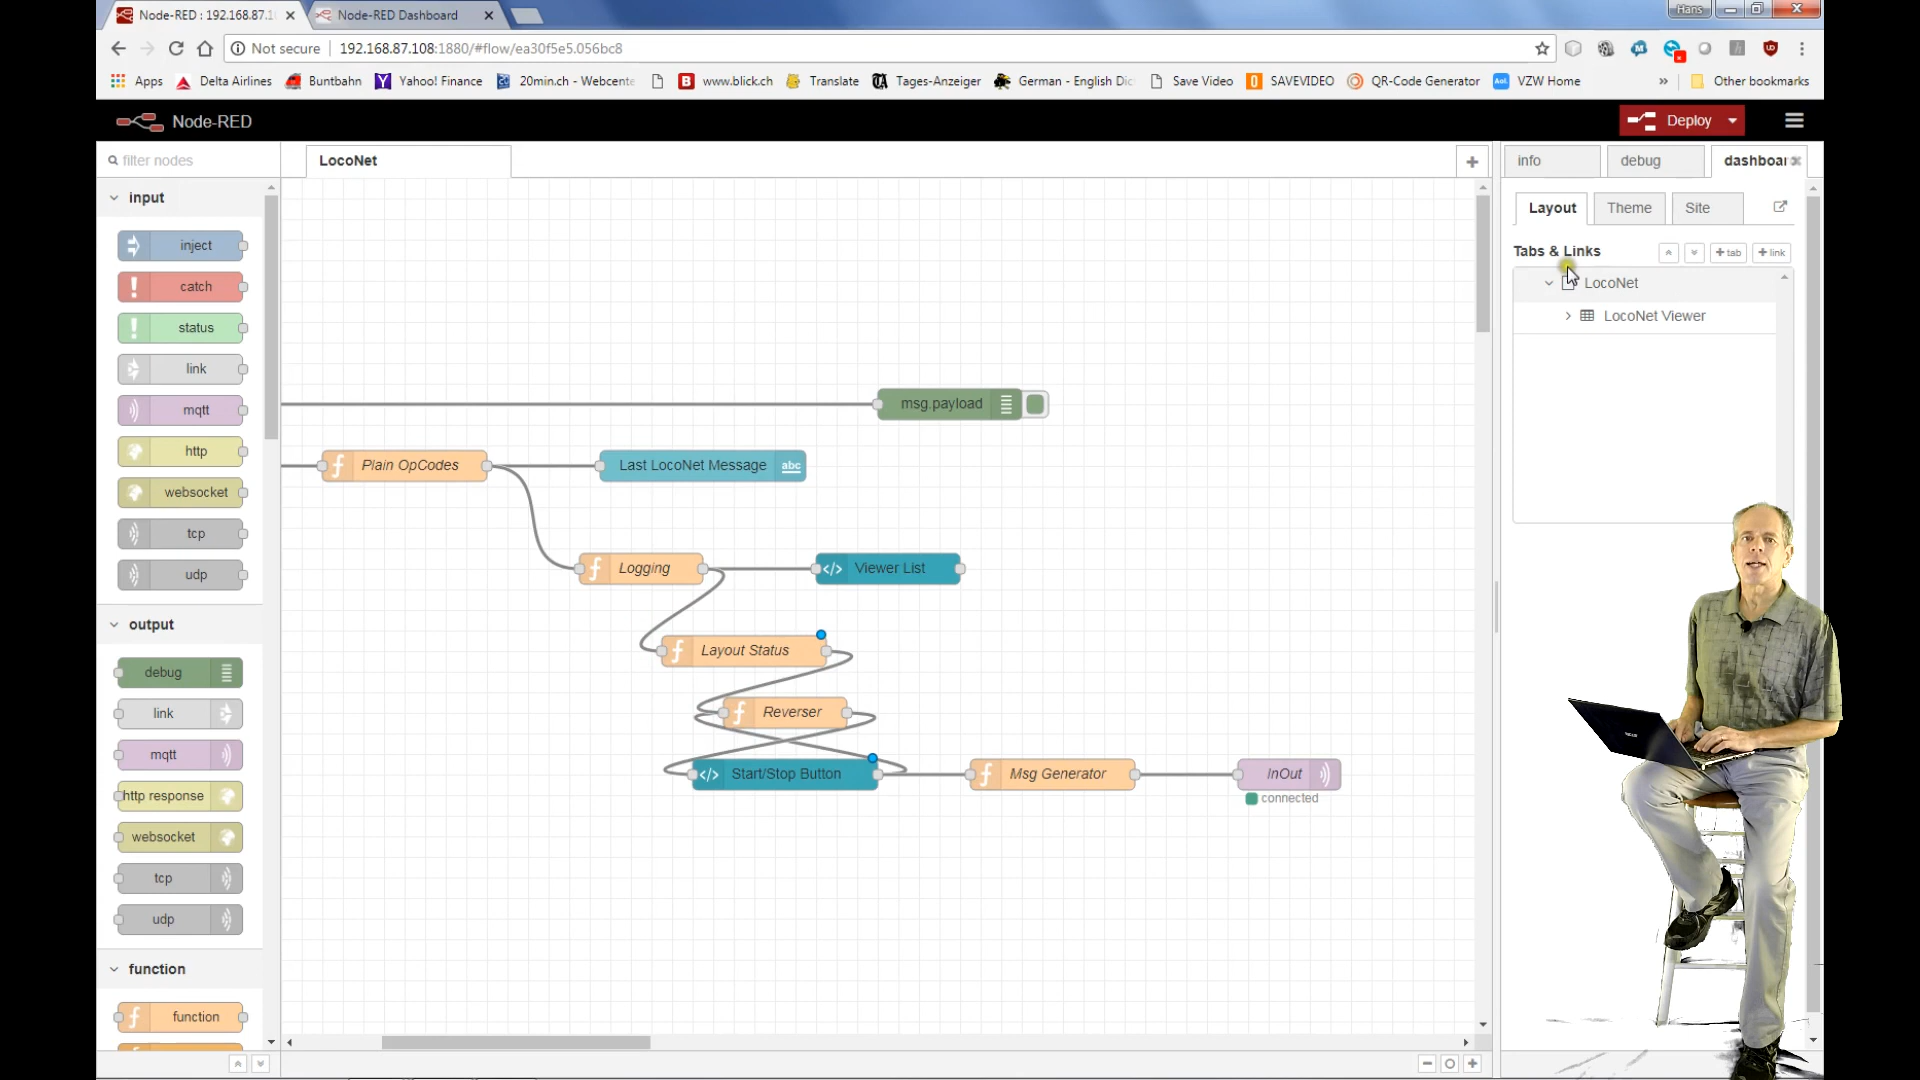 Node-RED : 192.168.87.1
Node-RED Dashboard
Hans
Not secure
192.168.87.108:1880/#flow/ea30f5e5.056bc8
Apps
Delta Airlines
Buntbahn
Yahoo! Finance
20min.ch - Webcente
www.blick.ch
Translate
Tages-Anzeiger
German - English Dic
Save Video
SAVEVIDEO
QR-Code Generator
VZW Home
Other bookmarks
Node-RED
Deploy
filter nodes
LocoNet
info
debug
dashboar
input
inject
catch
status
link
mqtt
http
websocket
tcp
udp
output
debug
link
mqtt
http response
websocket
tcp
udp
function
function
msg.payload
Plain OpCodes
Last LocoNet Message
abc
Logging
Viewer List
Layout Status
Reverser
Start/Stop Button
Msg Generator
InOut
connected
Layout
Theme
Site
Tabs & Links
tab
link
LocoNet
LocoNet Viewer